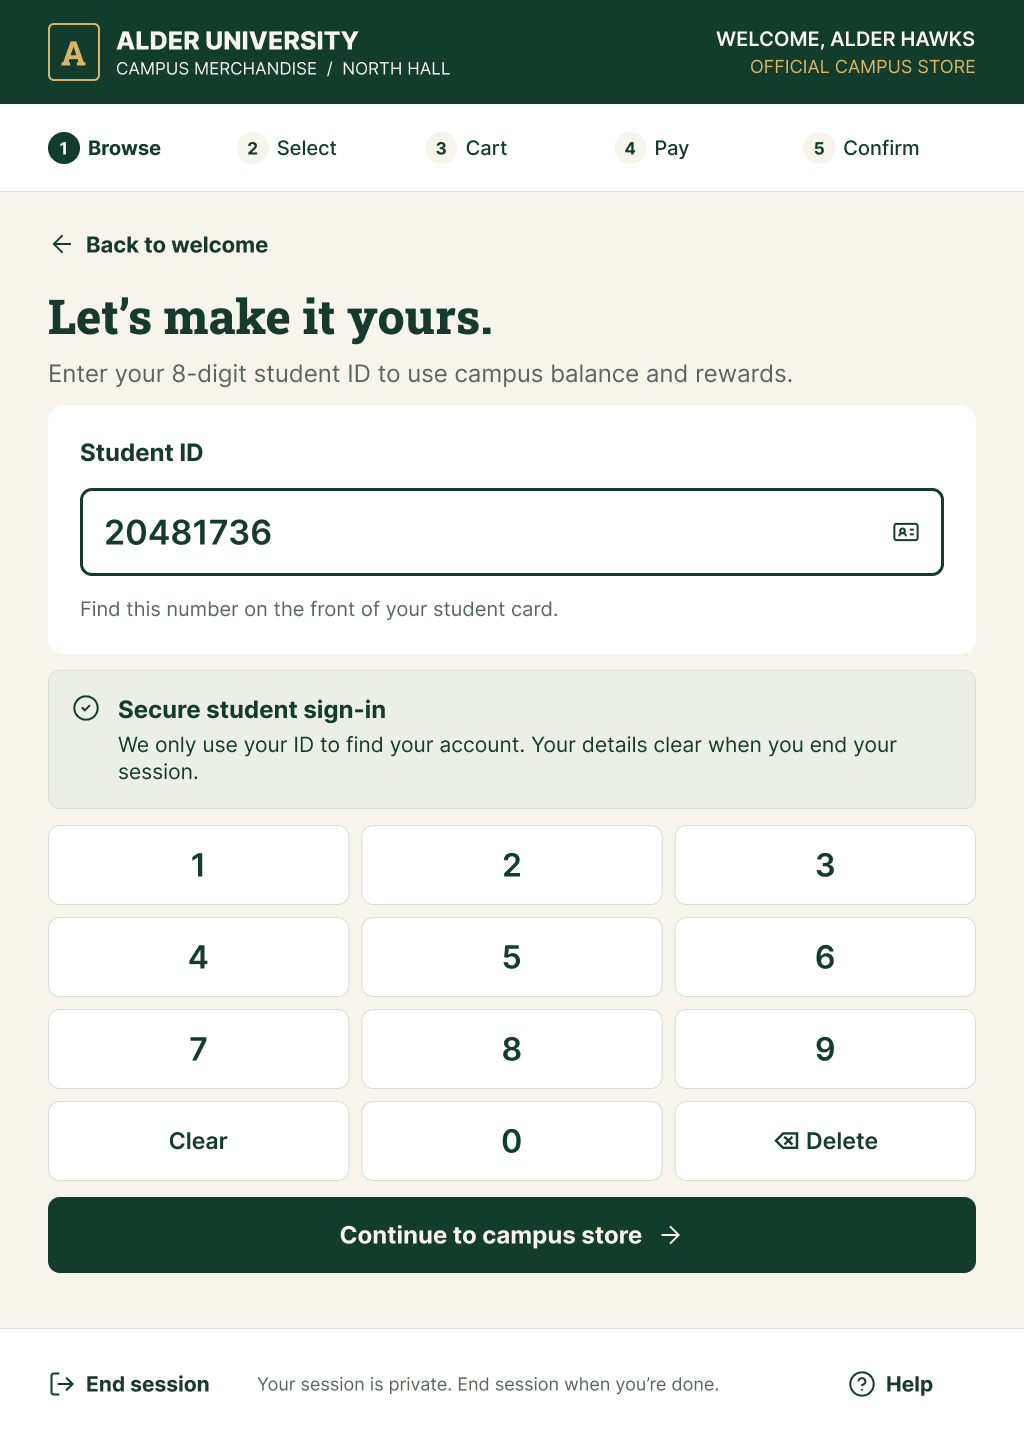 A
ALDER UNIVERSITY
CAMPUS MERCHANDISE / NORTH HALL
WELCOME, ALDER HAWKS
OFFICIAL CAMPUS STORE
1 Browse
2 Select
3 Cart
4 Pay
5 Confirm
Back to welcome
Let’s make it yours.
Enter your 8-digit student ID to use campus balance and rewards.
Student ID
20481736
Find this number on the front of your student card.
Secure student sign-in
We only use your ID to find your account. Your details clear when you end your
session.
1 2 3
4 5 6
7 8 9
Clear 0 Delete
Continue to campus store
End session
Your session is private. End session when you’re done.
Help